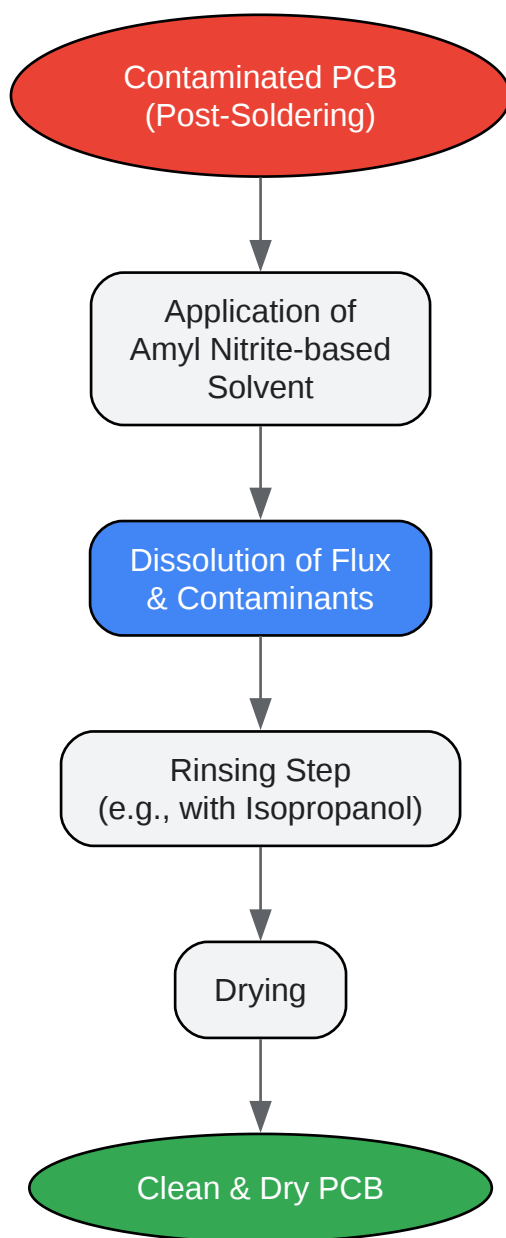 Contaminated PCB
(Post-Soldering)
Application of
Amyl Nitrite-based
Solvent
Dissolution of Flux
& Contaminants
Rinsing Step
(e.g., with Isopropanol)
Drying
Clean & Dry PCB